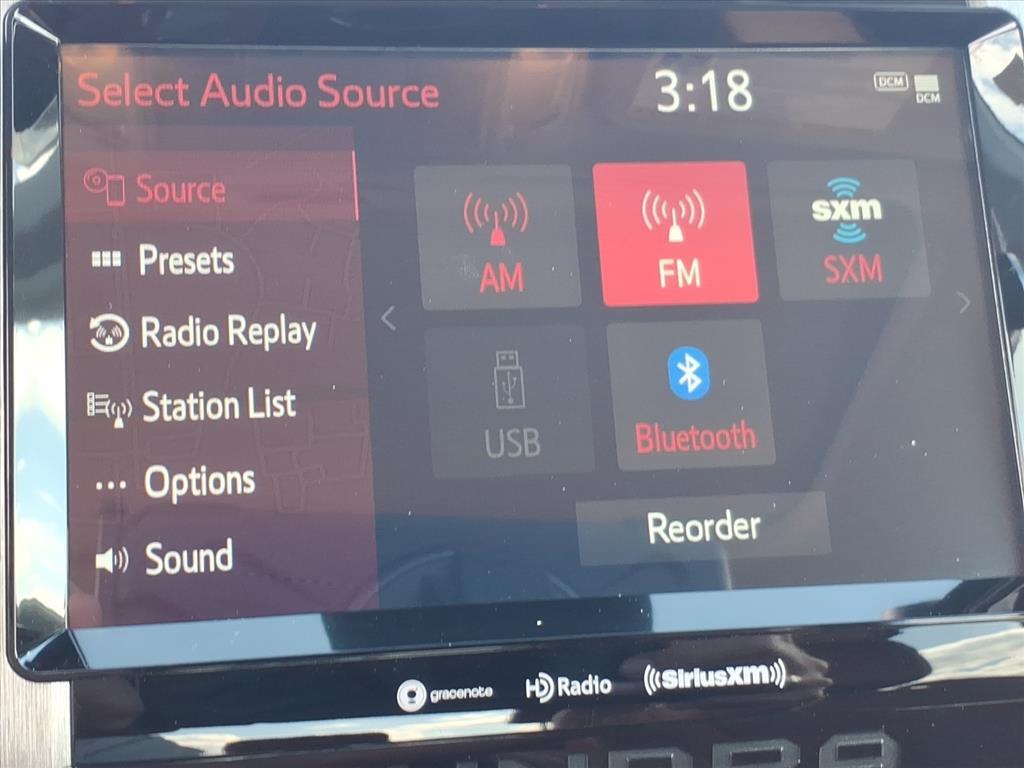 Select Audio Source
3:18
DCM
DCM
Source
Presets
Radio Replay
Station List
Options
Sound
AM
FM
sxm
SXM
USB
Bluetooth
Reorder
gracenote
HD Radio
SiriusXM